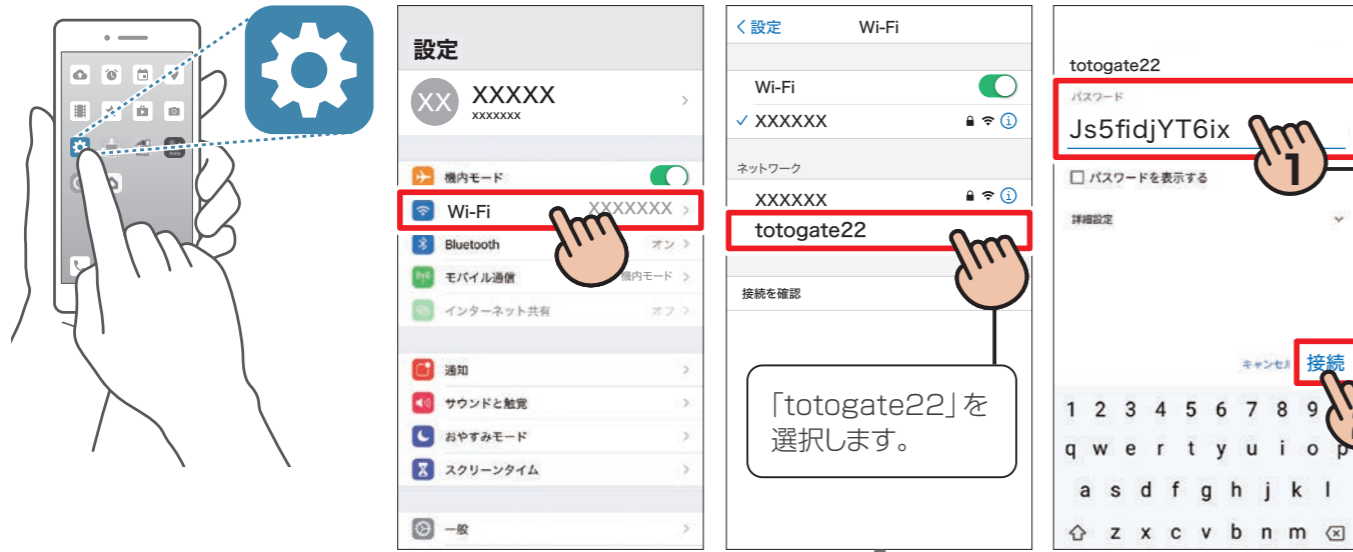 設定
XX
XXXXX
xxxxxxx
機内モード
Wi-Fi XXXXXXX
Bluetooth オン
モバイル通信 機内モード
インターネット共有 オフ
通知
サウンドと触覚
おやすみモード
スクリーンタイム
一般
設定 Wi-Fi
Wi-Fi
XXXXXX
ネットワーク
XXXXXX
totogate22
接続を確認
「totogate22」を
選択します。
totogate22
パスワード
Js5fidjYT6ix
1
パスワードを表示する
詳細設定
キャンセル 接続
1 2 3 4 5 6 7 8 9
q w e r t y u i o p
a s d f g h j k l
z x c v b n m